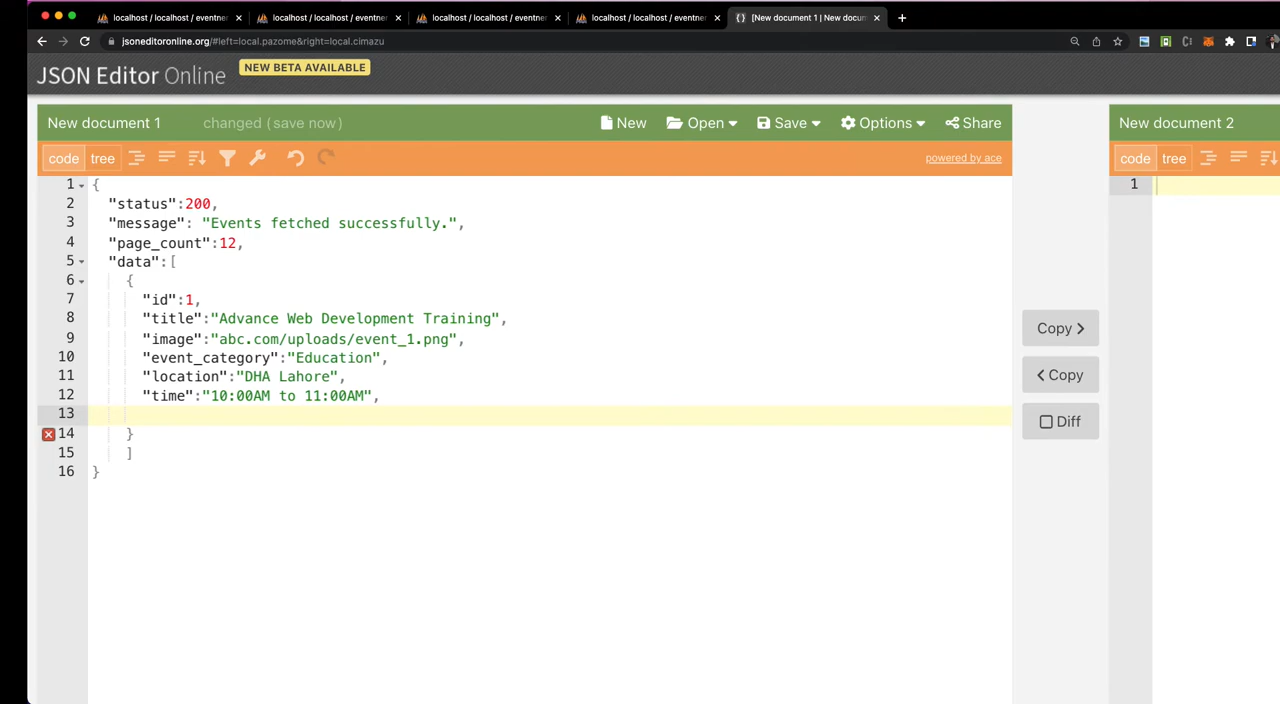 localhost / localhost / eventner
localhost / localhost / eventner
localhost / localhost / eventner
localhost / localhost / eventner
{} [New document 1 | New docum
jsoneditoronline.org/#left=local.pazome&right=local.cimazu
JSON Editor Online
NEW BETA AVAILABLE
New document 1 changed (save now) New Open Save Options Share
code tree
powered by ace
1 {
2 "status":200,
3 "message": "Events fetched successfully.",
4 "page_count":12,
5 "data":[
6 {
7 "id":1,
8 "title":"Advance Web Development Training",
9 "image":"abc.com/uploads/event_1.png",
10 "event_category":"Education",
11 "location":"DHA Lahore",
12 "time":"10:00AM to 11:00AM",
13
14 }
15 ]
16 }
Copy >
< Copy
Diff
New document 2
code tree
1